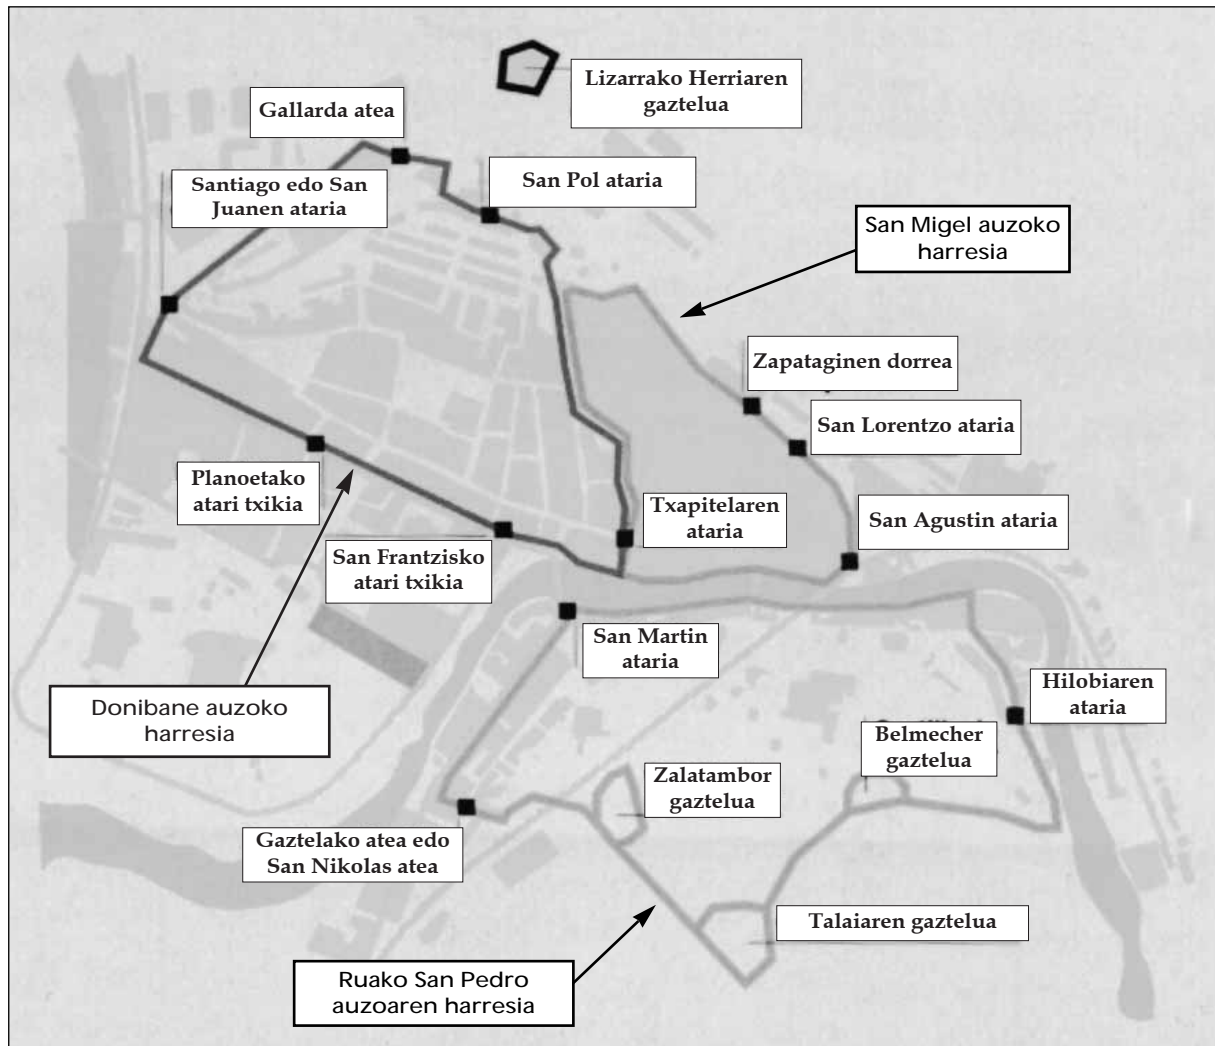 Lizarrako Herriaren
gaztelua
Gallarda atea
San Pol ataria
Santiago edo San
Juanen ataria
San Migel auzoko
harresia
Zapataginen dorrea
San Lorentzo ataria
Planoetako
atari txikia
Txapitelaren
ataria
San Agustin ataria
San Frantzisko
atari txikia
San Martin
ataria
Hilobiaren
ataria
Donibane auzoko
harresia
Belmecher
gaztelua
Zalatambor
gaztelua
Gaztelako atea edo
San Nikolas atea
Talaiaren gaztelua
Ruako San Pedro
auzoaren harresia